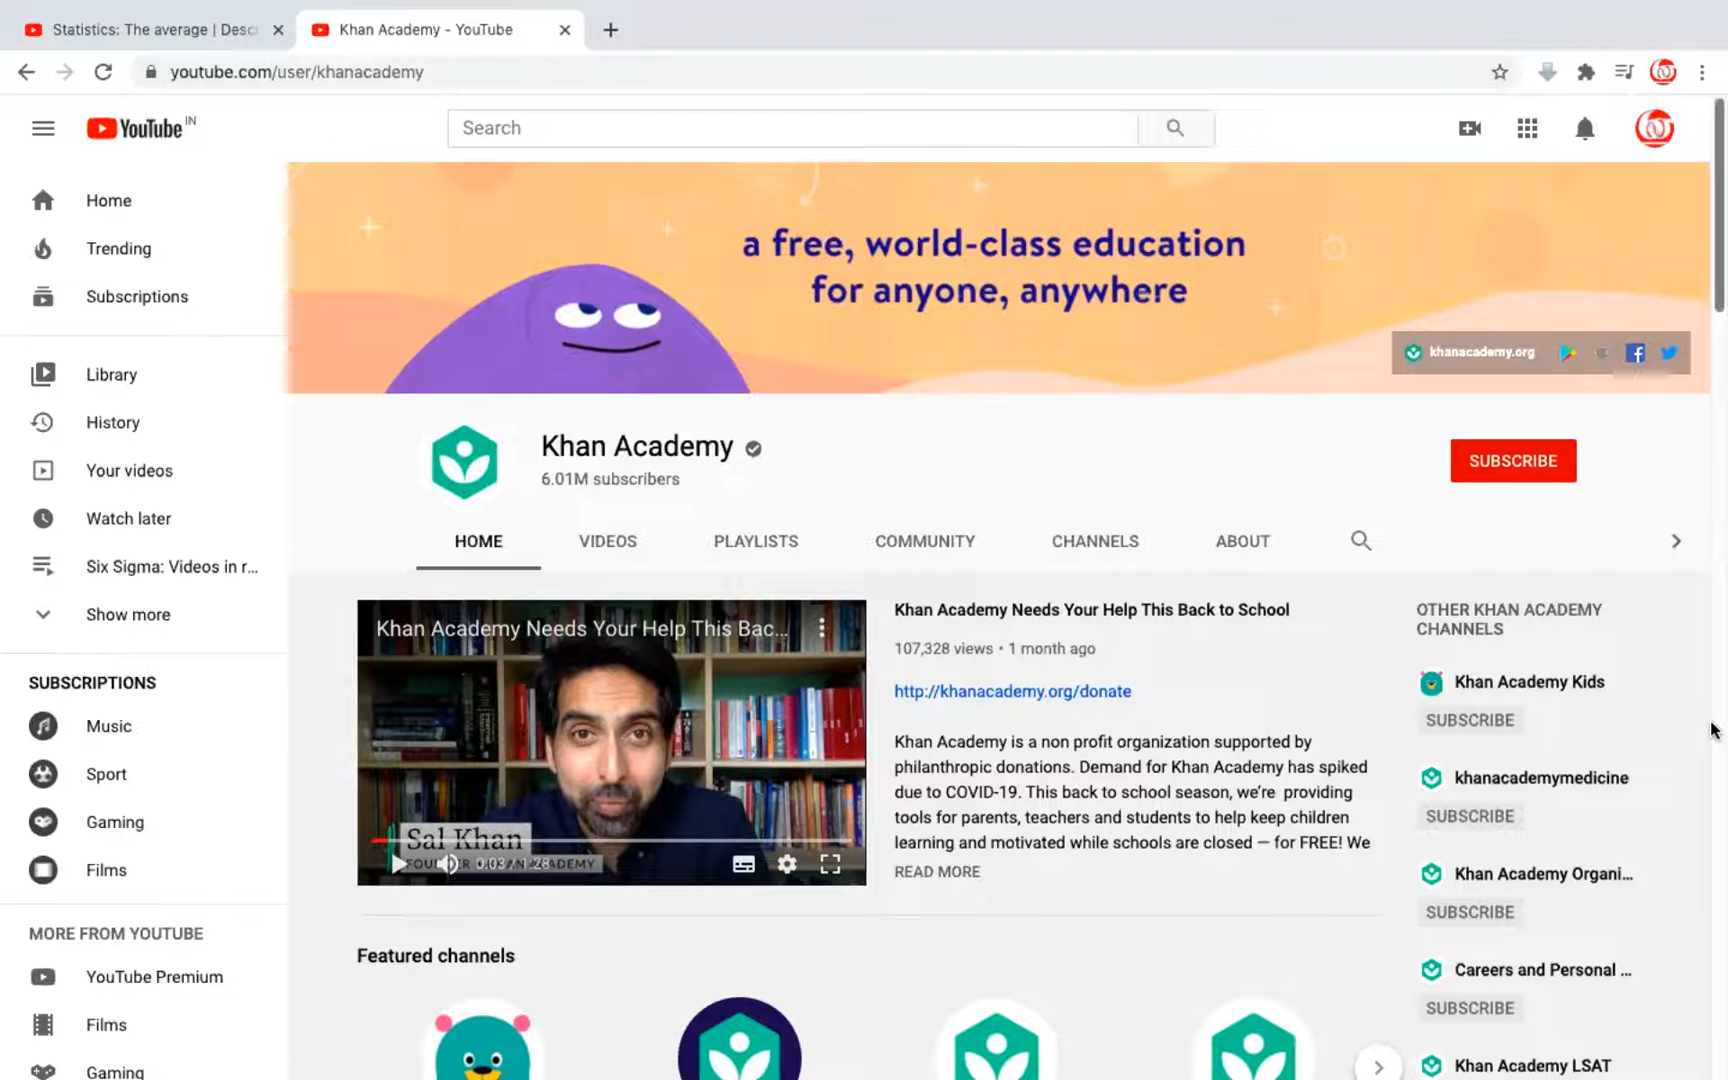 Statistics: The average | Desc
Khan Academy - YouTube
youtube.com/user/khanacademy
YouTube IN
Search
Home
Trending
Subscriptions
Library
History
Your videos
Watch later
Six Sigma: Videos in r...
Show more
SUBSCRIPTIONS
Music
Sport
Gaming
Films
MORE FROM YOUTUBE
YouTube Premium
Films
Gaming
a free, world-class education
for anyone, anywhere
khanacademy.org
Khan Academy
6.01M subscribers
SUBSCRIBE
HOME
VIDEOS
PLAYLISTS
COMMUNITY
CHANNELS
ABOUT
Khan Academy Needs Your Help This Bac...
Sal Khan
FOUNDER KHAN ACADEMY
0:03 / 1:28
Khan Academy Needs Your Help This Back to School
107,328 views • 1 month ago
http://khanacademy.org/donate
Khan Academy is a non profit organization supported by
philanthropic donations. Demand for Khan Academy has spiked
due to COVID-19. This back to school season, we're providing
tools for parents, teachers and students to help keep children
learning and motivated while schools are closed — for FREE! We
READ MORE
Featured channels
OTHER KHAN ACADEMY
CHANNELS
Khan Academy Kids
SUBSCRIBE
khanacademymedicine
SUBSCRIBE
Khan Academy Organi...
SUBSCRIBE
Careers and Personal ...
SUBSCRIBE
Khan Academy LSAT